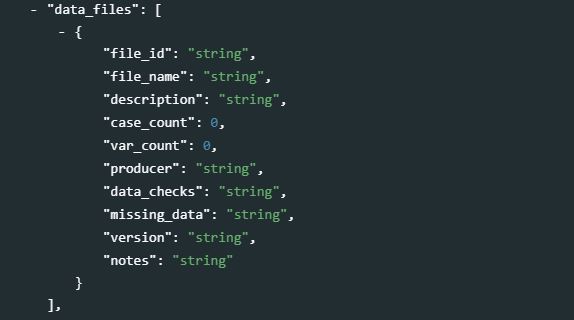 - "data_files": [
- {
"file_id": "string",
"file_name": "string",
"description": "string",
"case_count": 0,
"var_count": 0,
"producer": "string",
"data_checks": "string",
"missing_data": "string",
"version": "string",
"notes": "string"
}
],